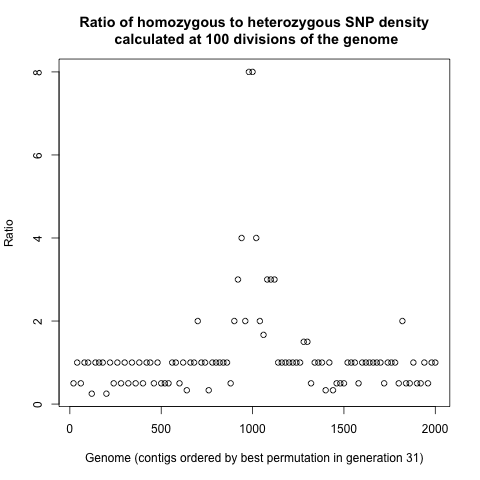 Ratio of homozygous to heterozygous SNP density
calculated at 100 divisions of the genome
Ratio
8
6
4
2
0
0 500 1000 1500 2000
Genome (contigs ordered by best permutation in generation 31)